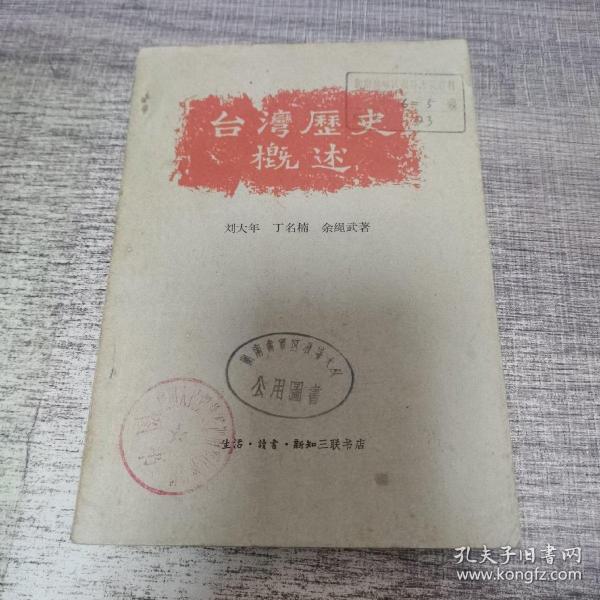 台灣歷史
概述
刘大年 丁名楠 余繩武著
公用圖書
生活·讀書·新知三联书店
孔夫子旧书网
www.kongfz.com